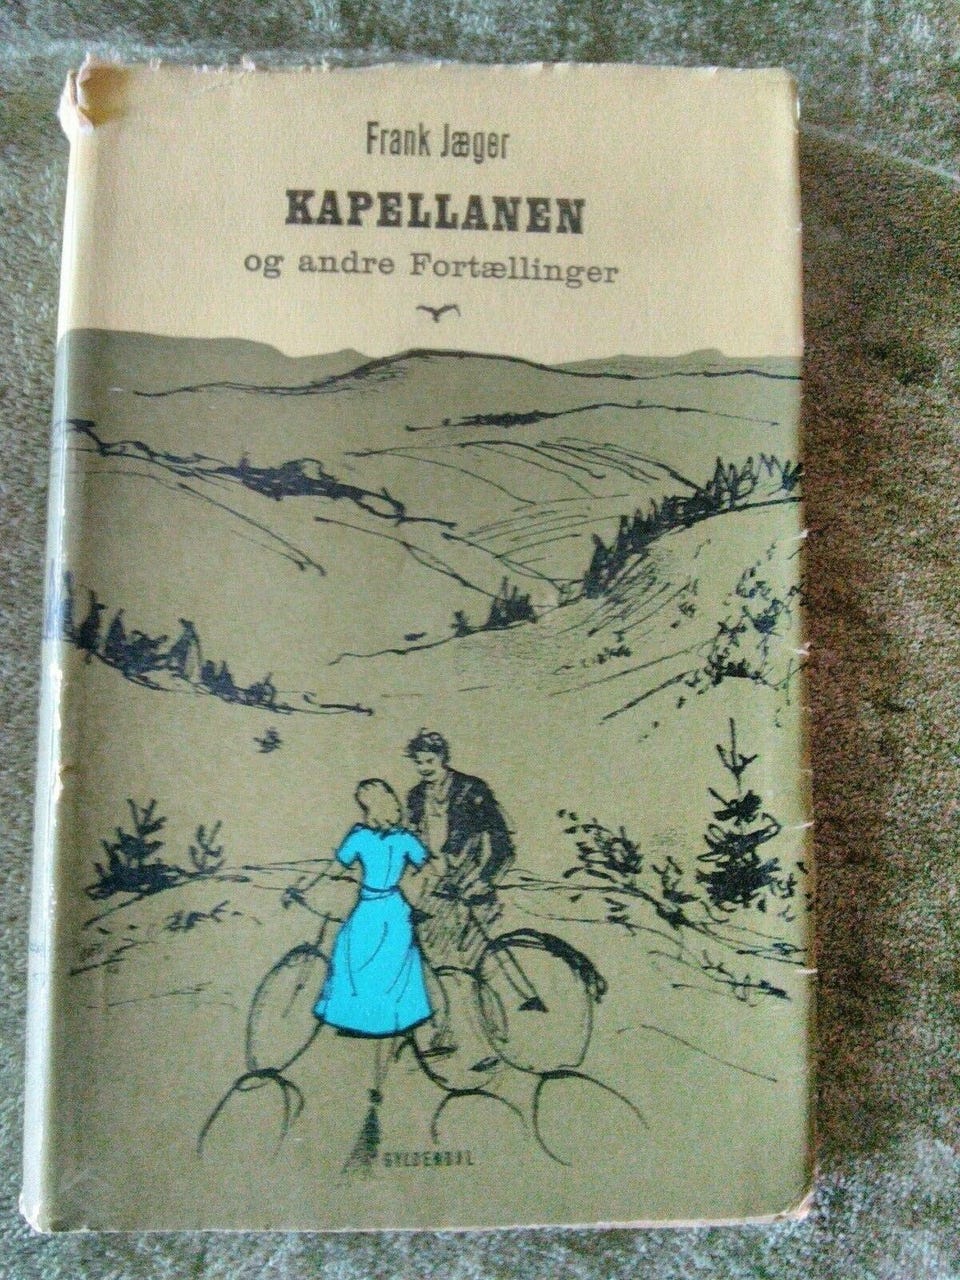 Frank Jæger
KAPELLANEN
og andre Fortællinger
GYLDENDAL